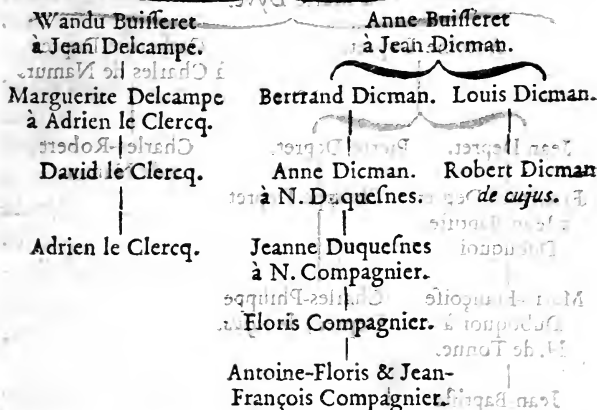 Wandu Buiſſeret Anne Buiſſeret
à Jean Delcampe. à Jean Dicman.
Marguerite Delcampe Bertrand Dicman. Louis Dicman.
à Adrien le Clercq.
David le Clercq. Anne Dicman. Robert Dicman
à N. Duqueſnes. de cujus.
Adrien le Clercq. Jeanne Duqueſnes
à N. Compagnier.
Floris Compagnier.
Antoine-Floris & Jean-
François Compagnier.